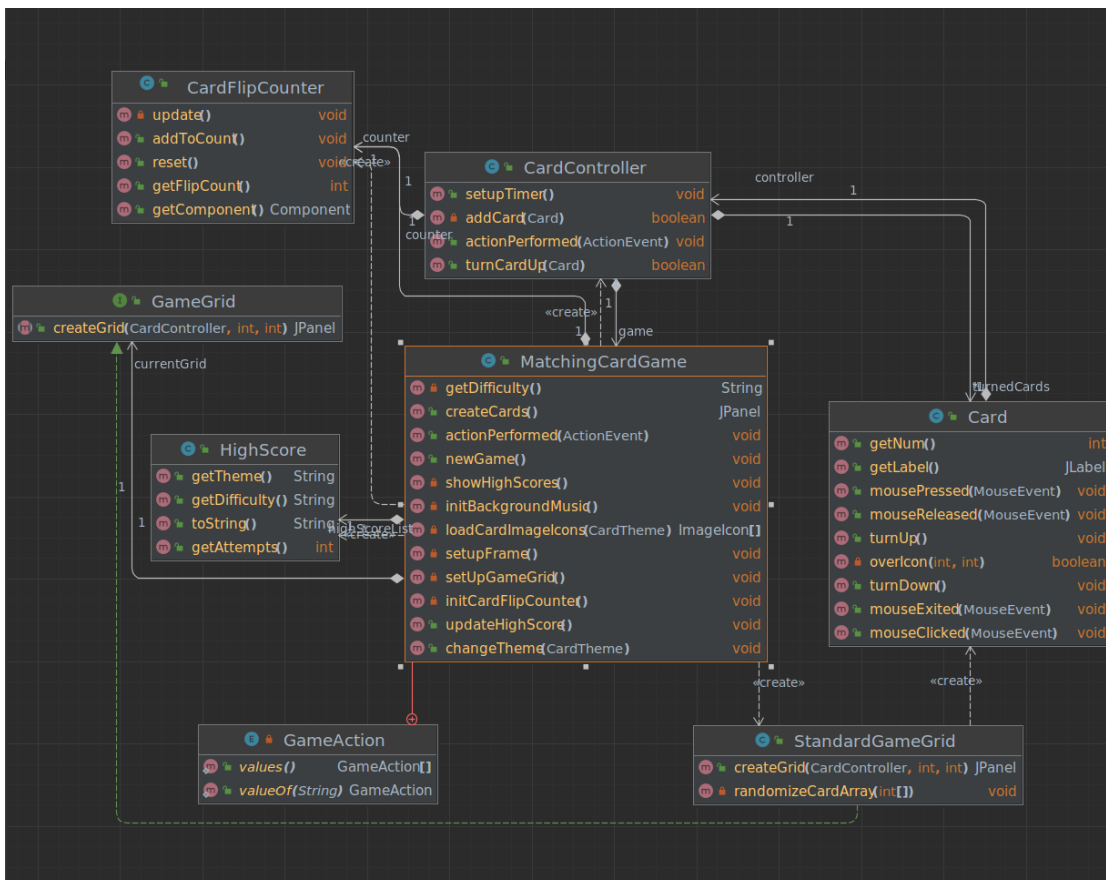 CardFlipCounter
update() void
addToCount() void
reset() void
getFlipCount() int
getComponent() Component
counter
«create»
1
1
1
counter
CardController
setupTimer() void
addCard(Card) boolean
actionPerformed(ActionEvent) void
turnCardUp(Card) boolean
controller
1
1
GameGrid
createGrid(CardController, int, int) JPanel
currentGrid
«create»
1
1
game
MatchingCardGame
getDifficulty() String
createCards() JPanel
actionPerformed(ActionEvent) void
newGame() void
showHighScores() void
initBackgroundMusic() void
loadCardImageIcons(CardTheme) ImageIcon[]
setupFrame() void
setUpGameGrid() void
initCardFlipCounter() void
updateHighScore() void
changeTheme(CardTheme) void
turnedCards
Card
getNum() int
getLabel() JLabel
mousePressed(MouseEvent) void
mouseReleased(MouseEvent) void
turnUp() void
overIcon(int, int) boolean
turnDown() void
mouseExited(MouseEvent) void
mouseClicked(MouseEvent) void
HighScore
getTheme() String
getDifficulty() String
toString() String
getAttempts() int
1
1
highScoreList
«create»
«create»
«create»
GameAction
values() GameAction[]
valueOf(String) GameAction
StandardGameGrid
createGrid(CardController, int, int) JPanel
randomizeCardArray(int[]) void